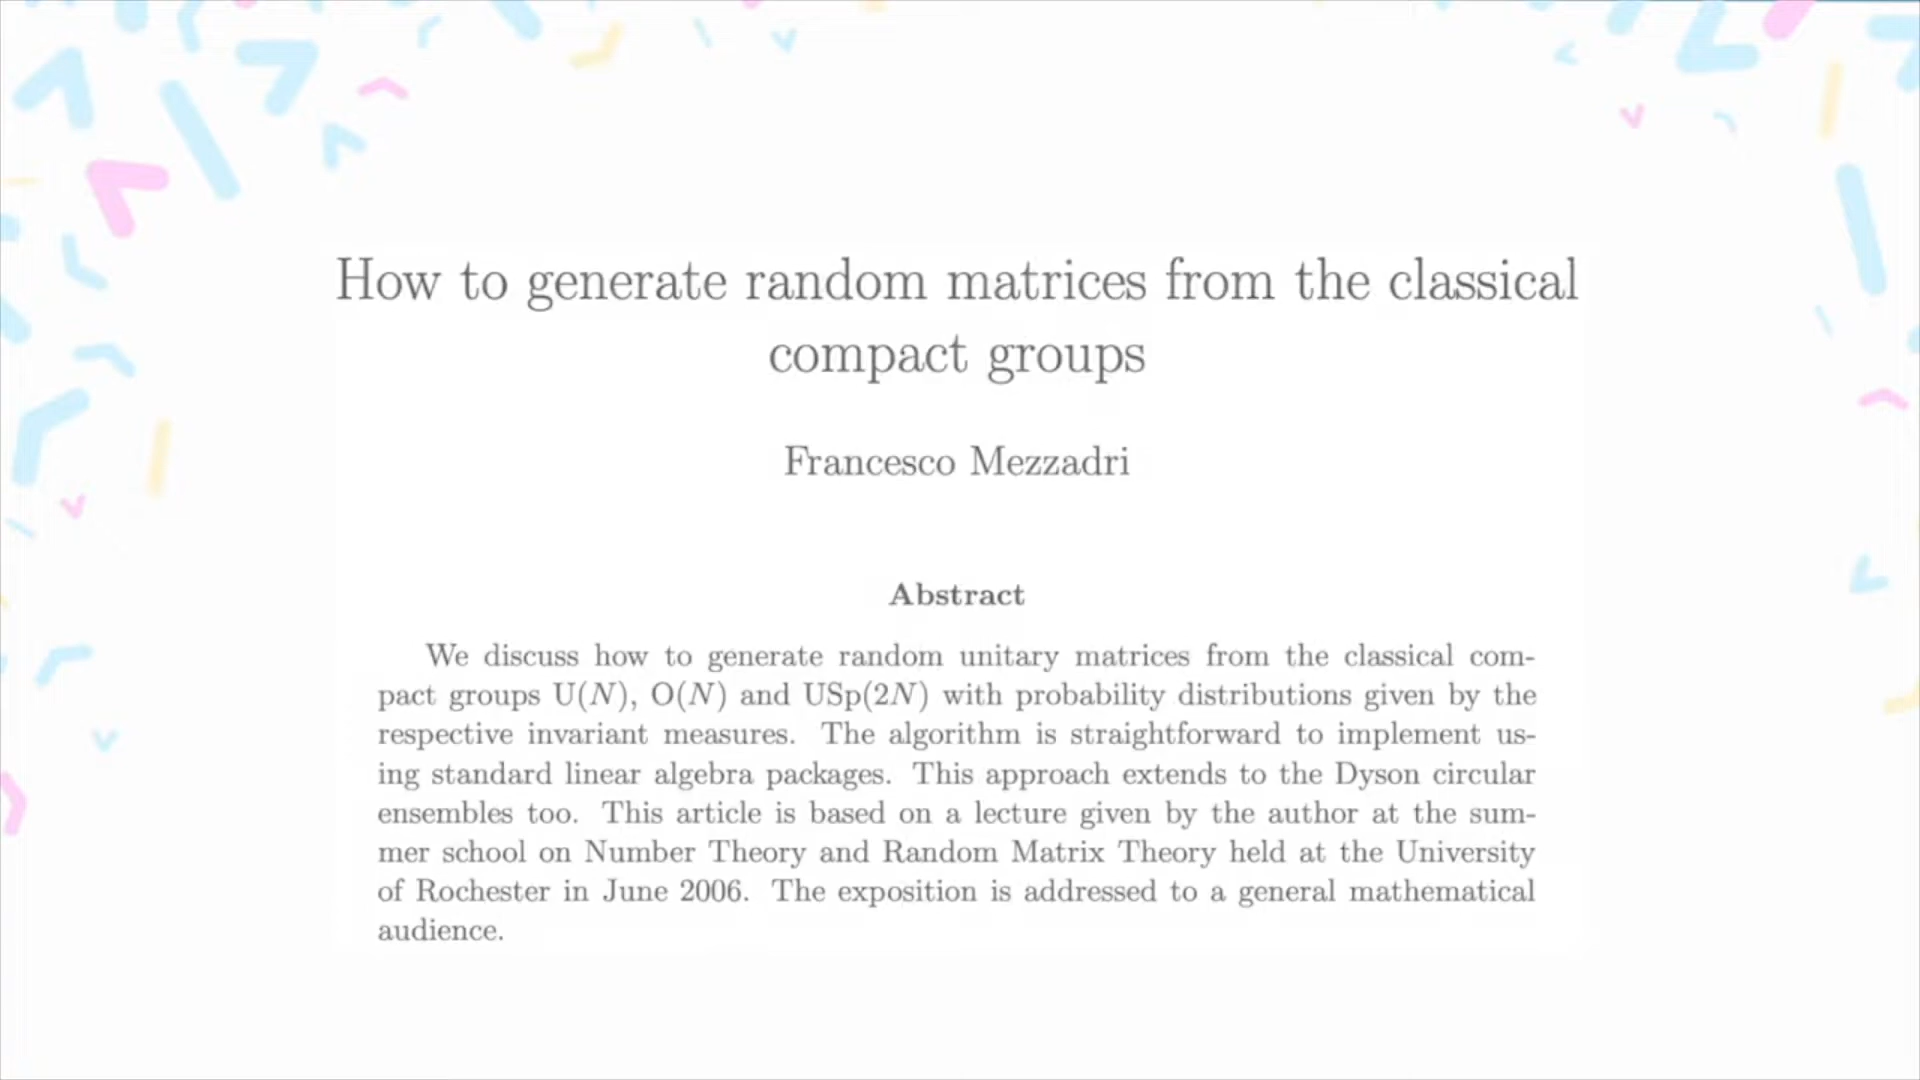 How to generate random matrices from the classical
compact groups
Francesco Mezzadri
Abstract
We discuss how to generate random unitary matrices from the classical com-
pact groups U(N), O(N) and USp(2N) with probability distributions given by the
respective invariant measures. The algorithm is straightforward to implement us-
ing standard linear algebra packages. This approach extends to the Dyson circular
ensembles too. This article is based on a lecture given by the author at the sum-
mer school on Number Theory and Random Matrix Theory held at the University
of Rochester in June 2006. The exposition is addressed to a general mathematical
audience.